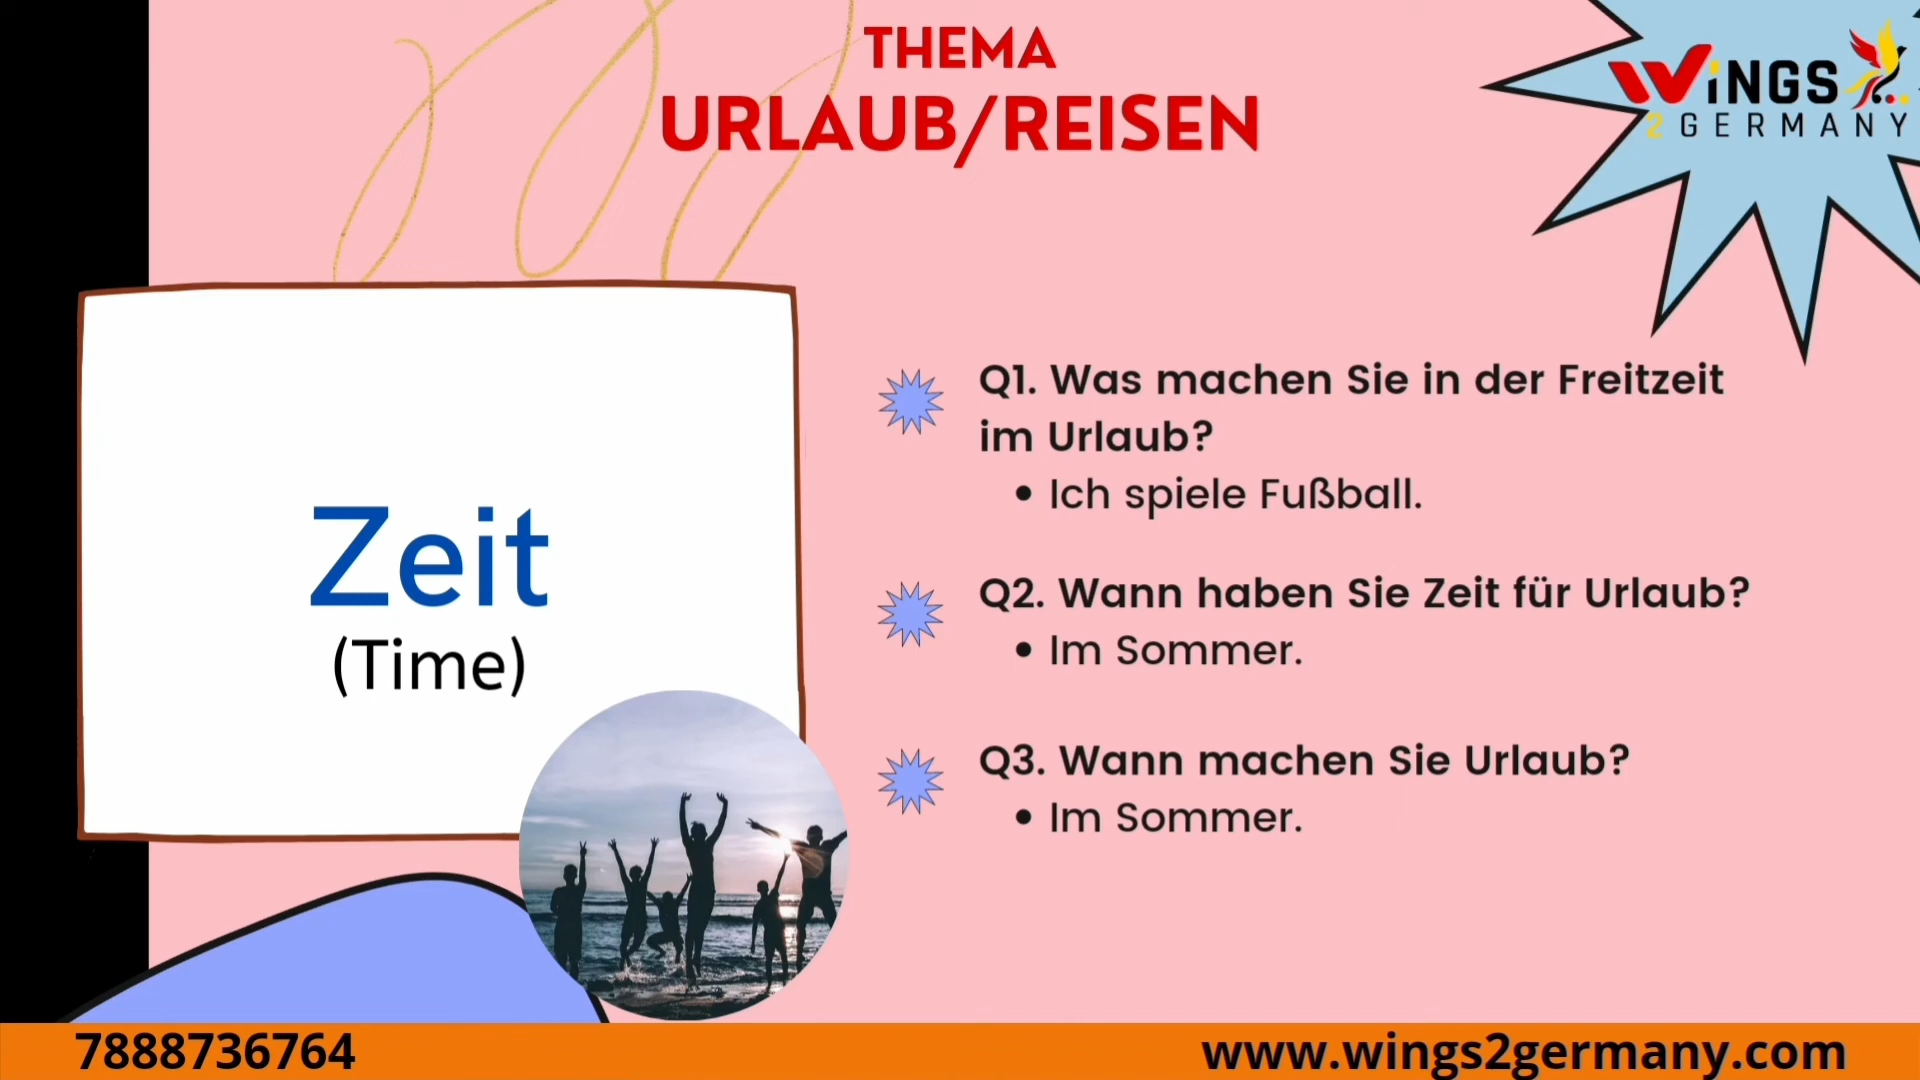 THEMA
URLAUB/REISEN
WiNGS
2 GERMANY
Zeit
(Time)
Q1. Was machen Sie in der Freitzeit
im Urlaub?
• Ich spiele Fußball.
Q2. Wann haben Sie Zeit für Urlaub?
• Im Sommer.
Q3. Wann machen Sie Urlaub?
• Im Sommer.
7888736764
www.wings2germany.com